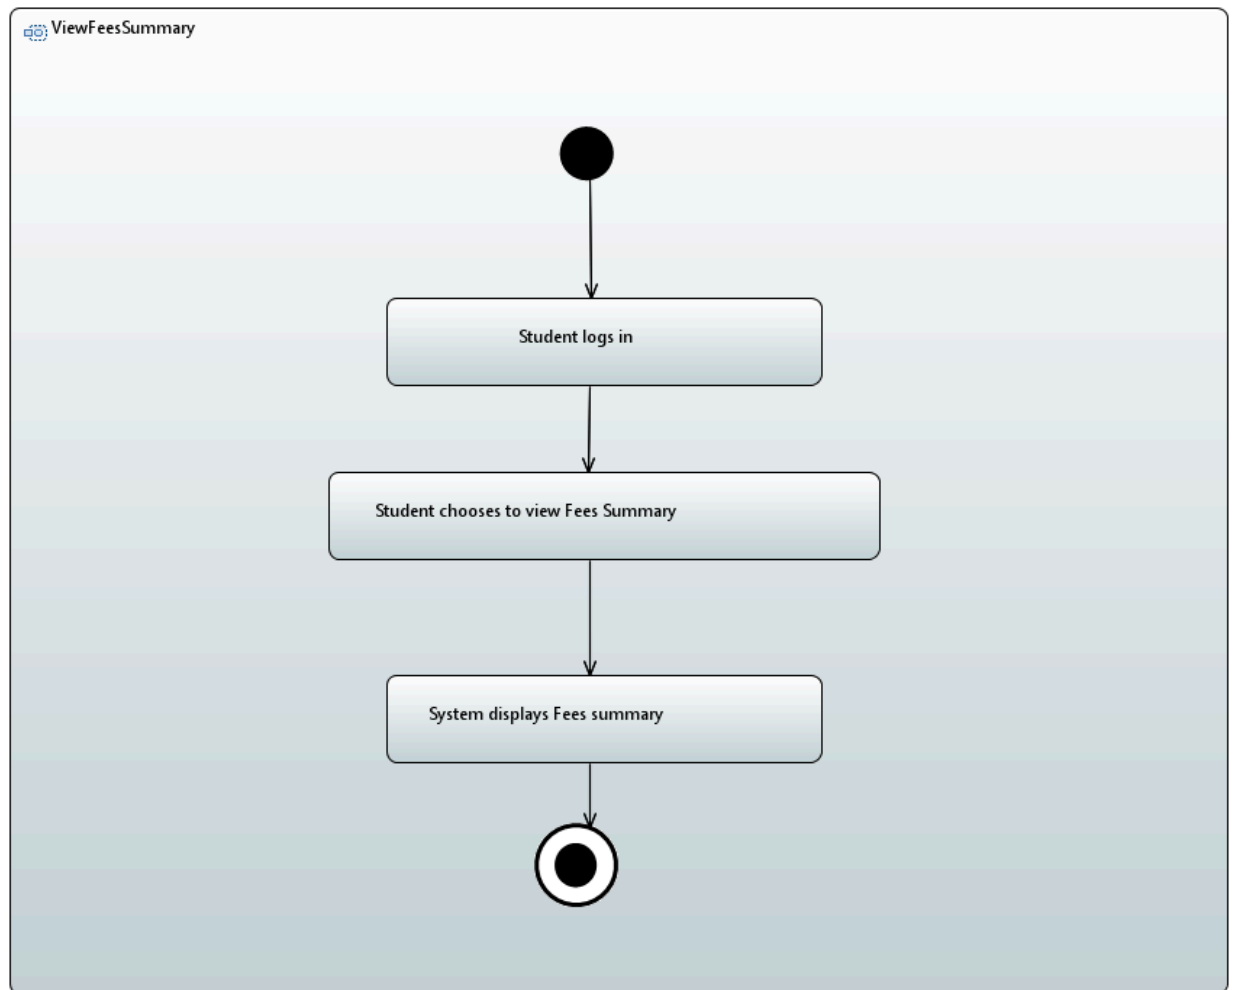 ViewFeesSummary
Student logs in
Student chooses to view Fees Summary
System displays Fees summary